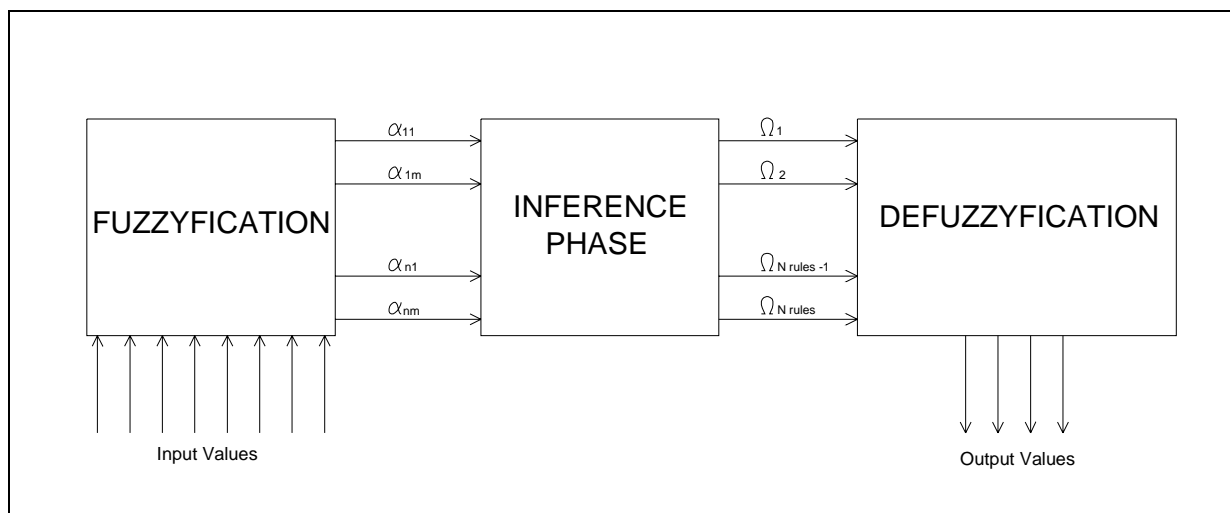 FUZZYFICATION
α11
α1m
αn1
αnm
INFERENCE
PHASE
Ω1
Ω2
ΩN rules -1
ΩN rules
DEFUZZYFICATION
Input Values
Output Values